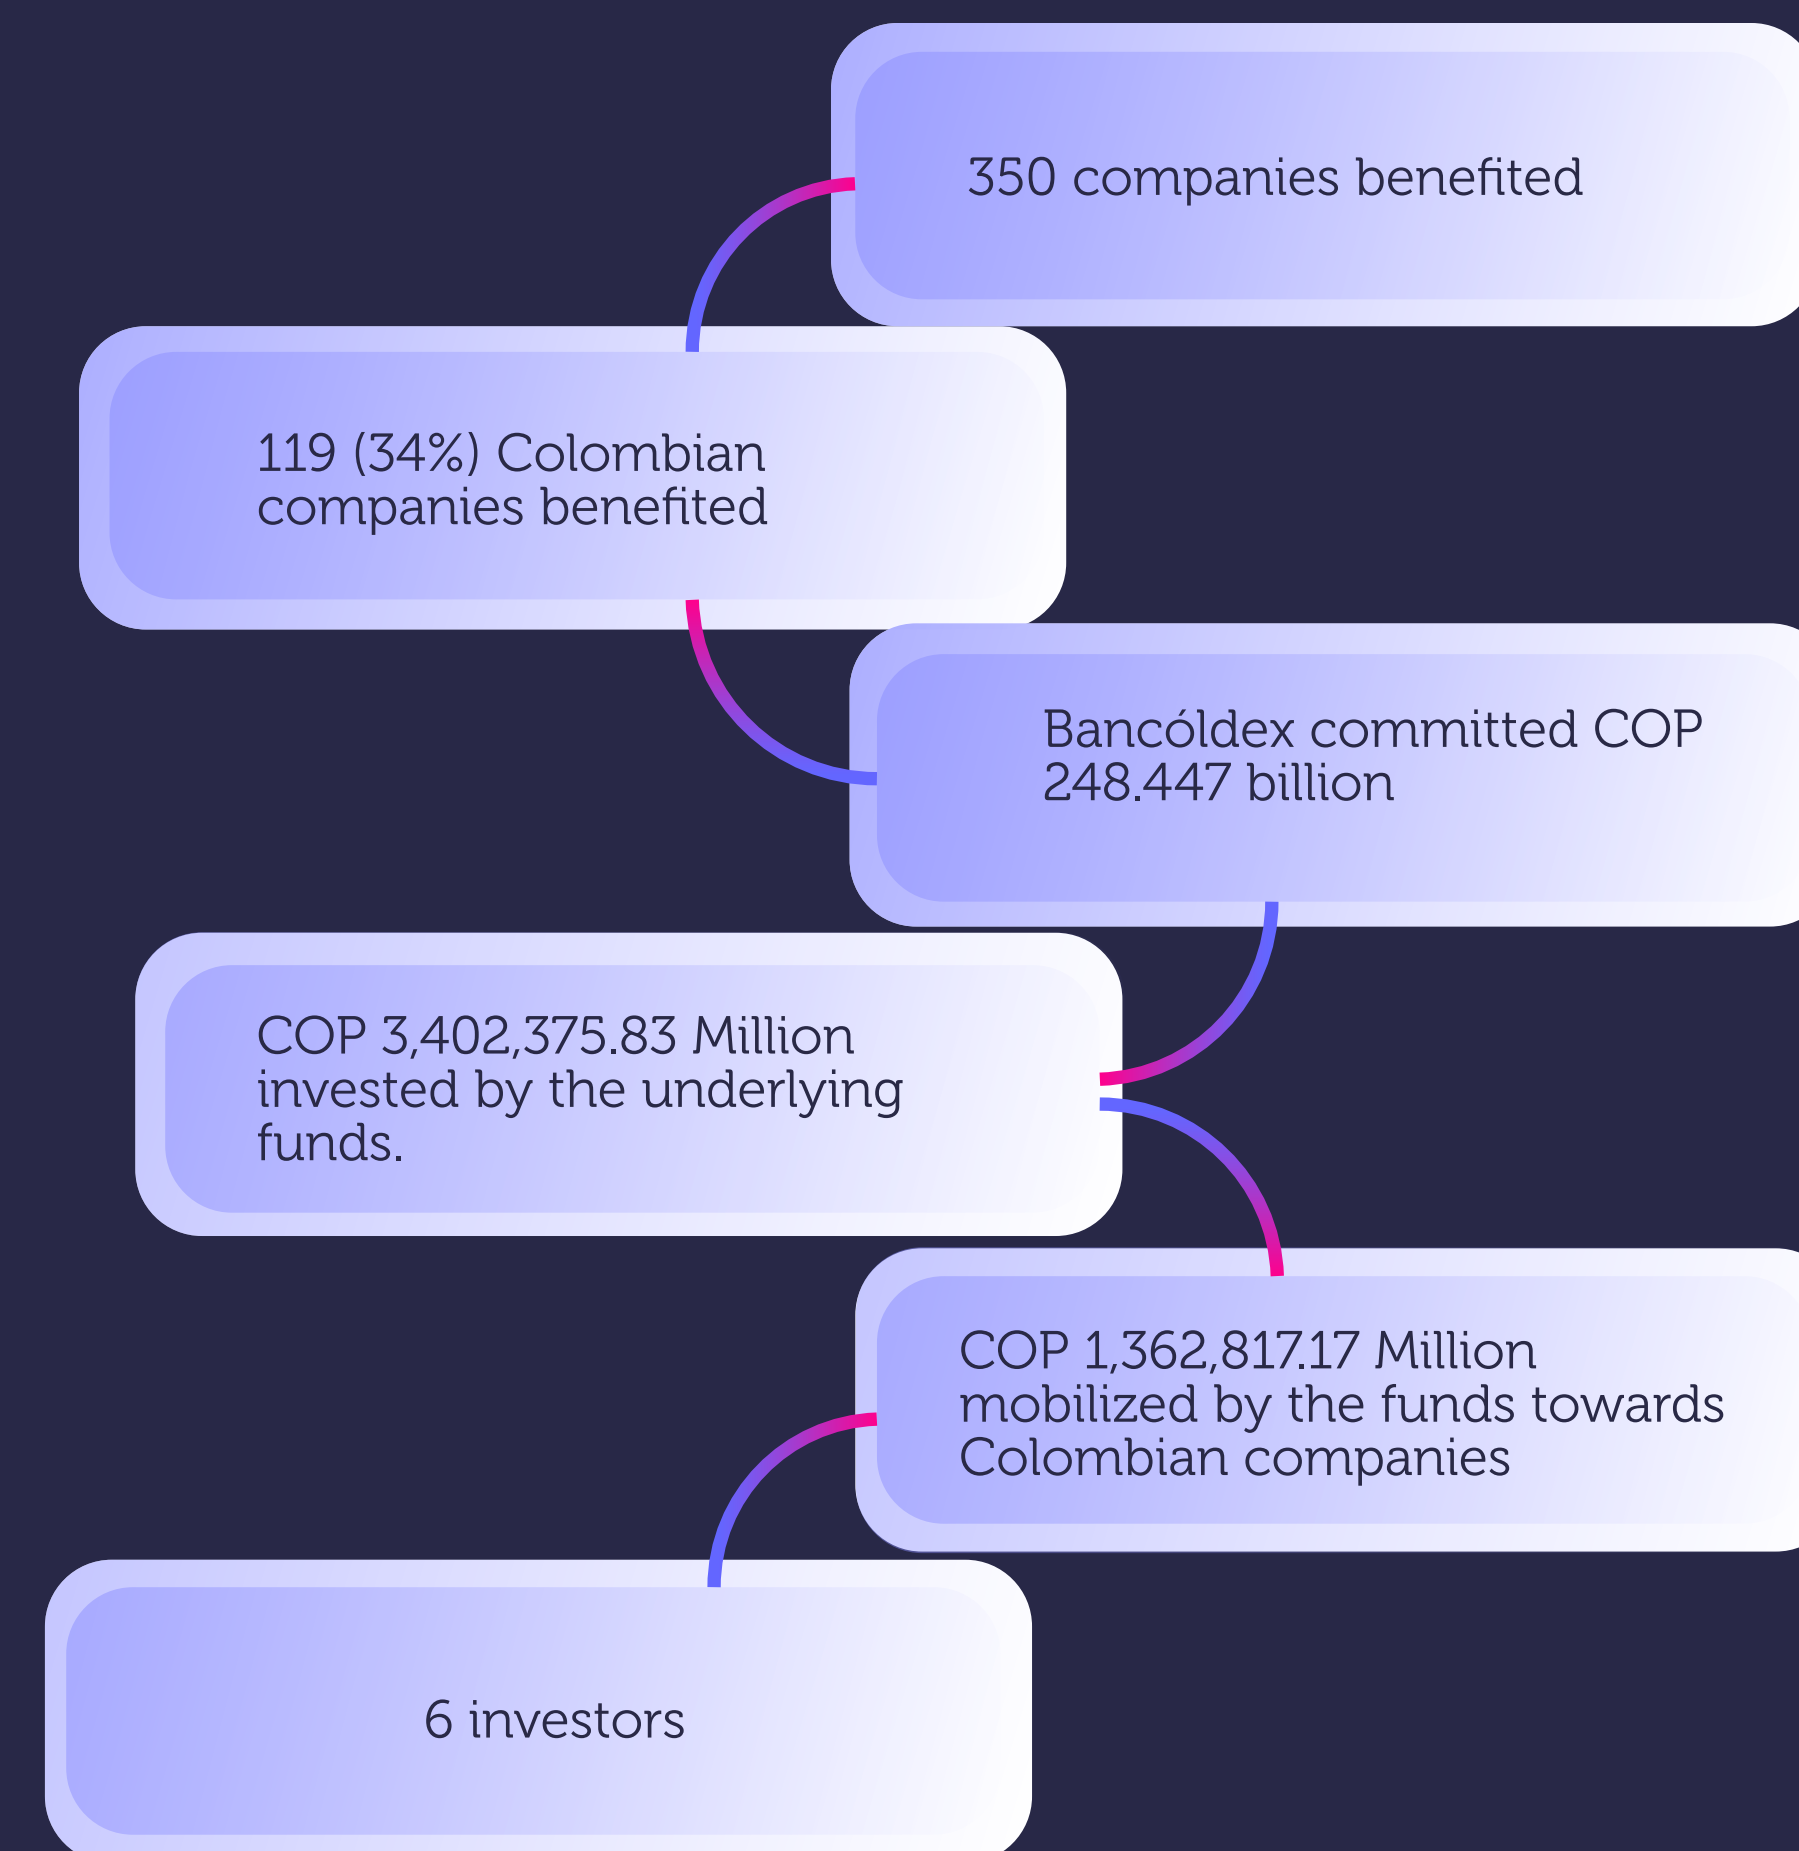 350 companies benefited
119 (34%) Colombian
companies benefited
Bancóldex committed COP
248.447 billion
COP 3,402,375.83 Million
invested by the underlying
funds.
COP 1,362,817.17 Million
mobilized by the funds towards
Colombian companies
6 investors